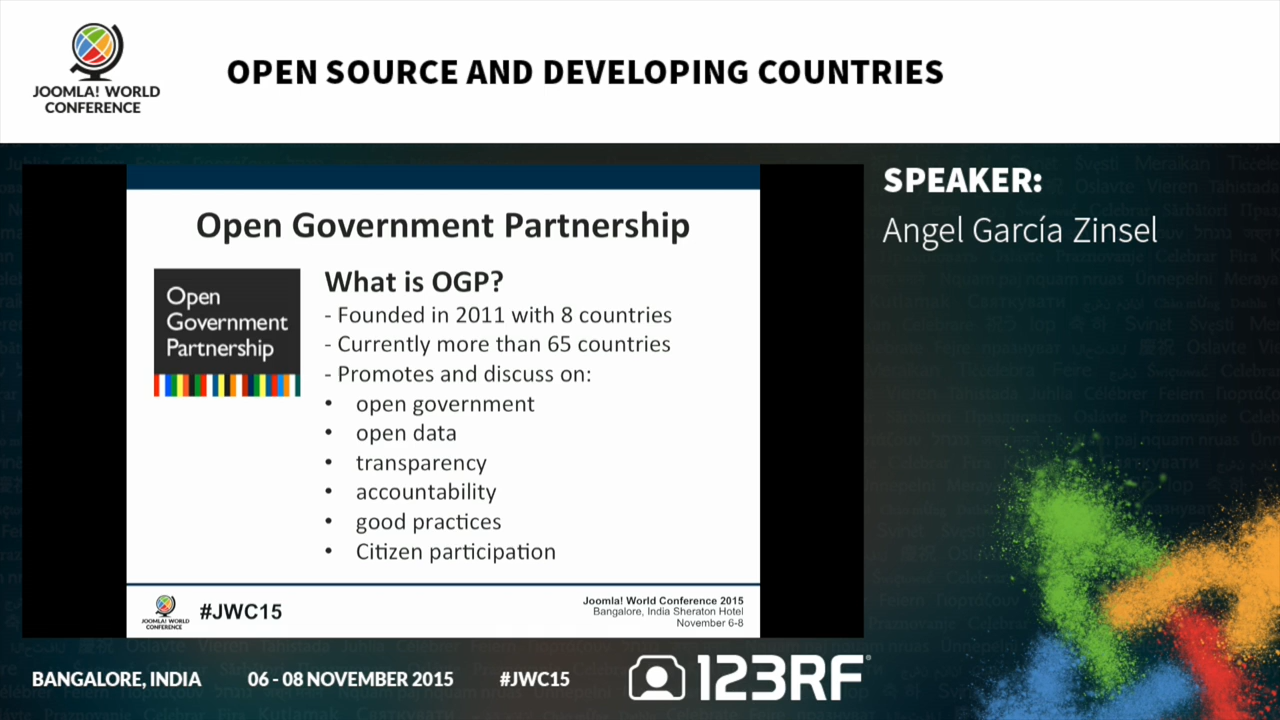 JOOMLA! WORLD
CONFERENCE
OPEN SOURCE AND DEVELOPING COUNTRIES
Open Government Partnership
Open
Government
Partnership
What is OGP?
- Founded in 2011 with 8 countries
- Currently more than 65 countries
- Promotes and discuss on:
• open government
• open data
• transparency
• accountability
• good practices
• Citizen participation
JOOMLA! WORLD
CONFERENCE
#JWC15
Joomla! World Conference 2015
Bangalore, India Sheraton Hotel
November 6-8
SPEAKER:
Angel García Zinsel
BANGALORE, INDIA 06 - 08 NOVEMBER 2015 #JWC15 123RF®